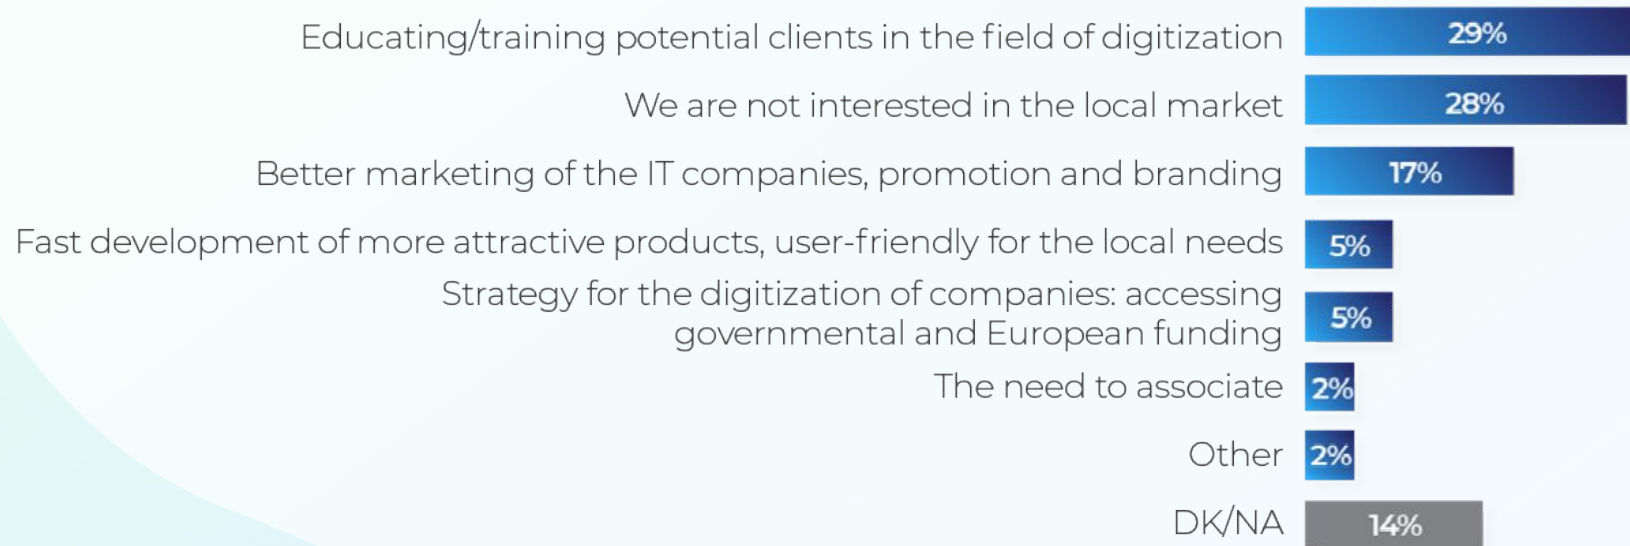 Educating/training potential clients in the field of digitization 29%
We are not interested in the local market 28%
Better marketing of the IT companies, promotion and branding 17%
Fast development of more attractive products, user-friendly for the local needs 5%
Strategy for the digitization of companies: accessing
governmental and European funding 5%
The need to associate 2%
Other 2%
DK/NA 14%